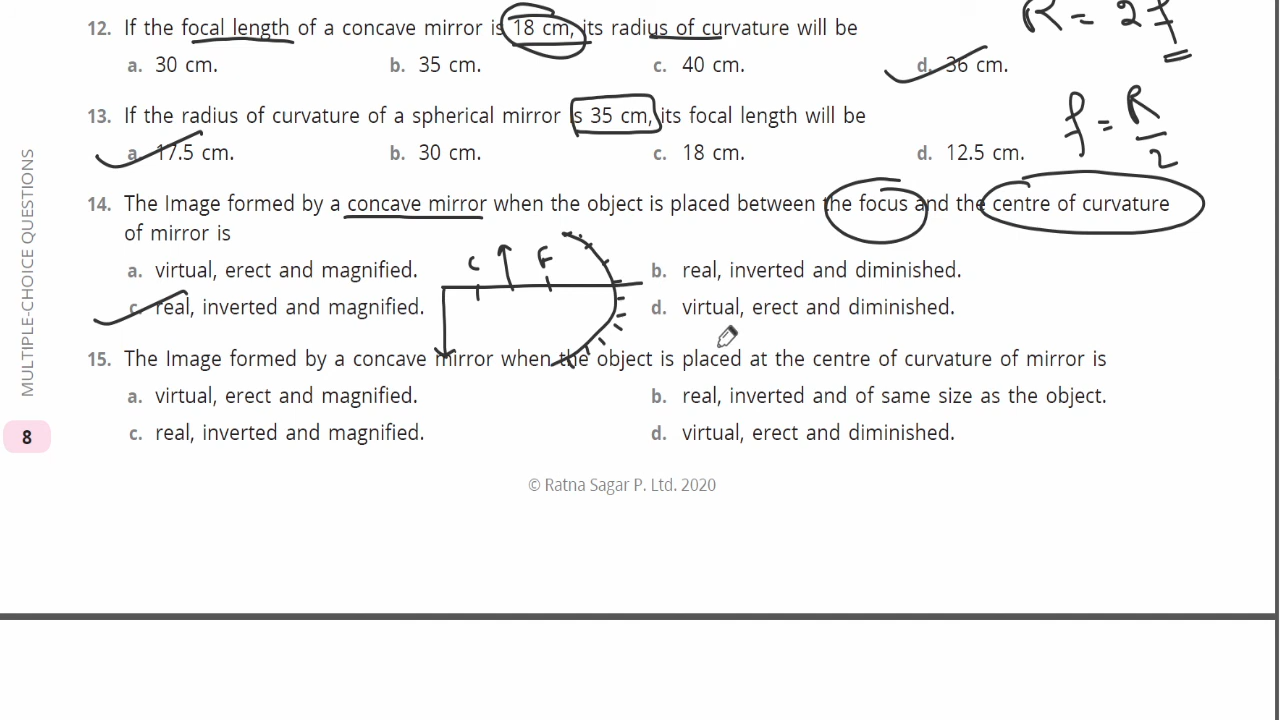 12. If the focal length of a concave mirror is 18 cm, its radius of curvature will be
R = 2f
a. 30 cm. b. 35 cm. c. 40 cm. d. 36 cm.
13. If the radius of curvature of a spherical mirror is 35 cm, its focal length will be
f = R/2
a. 17.5 cm. b. 30 cm. c. 18 cm. d. 12.5 cm.
14. The Image formed by a concave mirror when the object is placed between the focus and the centre of curvature
of mirror is
C F
a. virtual, erect and magnified. b. real, inverted and diminished.
c. real, inverted and magnified. d. virtual, erect and diminished.
15. The Image formed by a concave mirror when the object is placed at the centre of curvature of mirror is
a. virtual, erect and magnified. b. real, inverted and of same size as the object.
c. real, inverted and magnified. d. virtual, erect and diminished.
MULTIPLE-CHOICE QUESTIONS
8
© Ratna Sagar P. Ltd. 2020